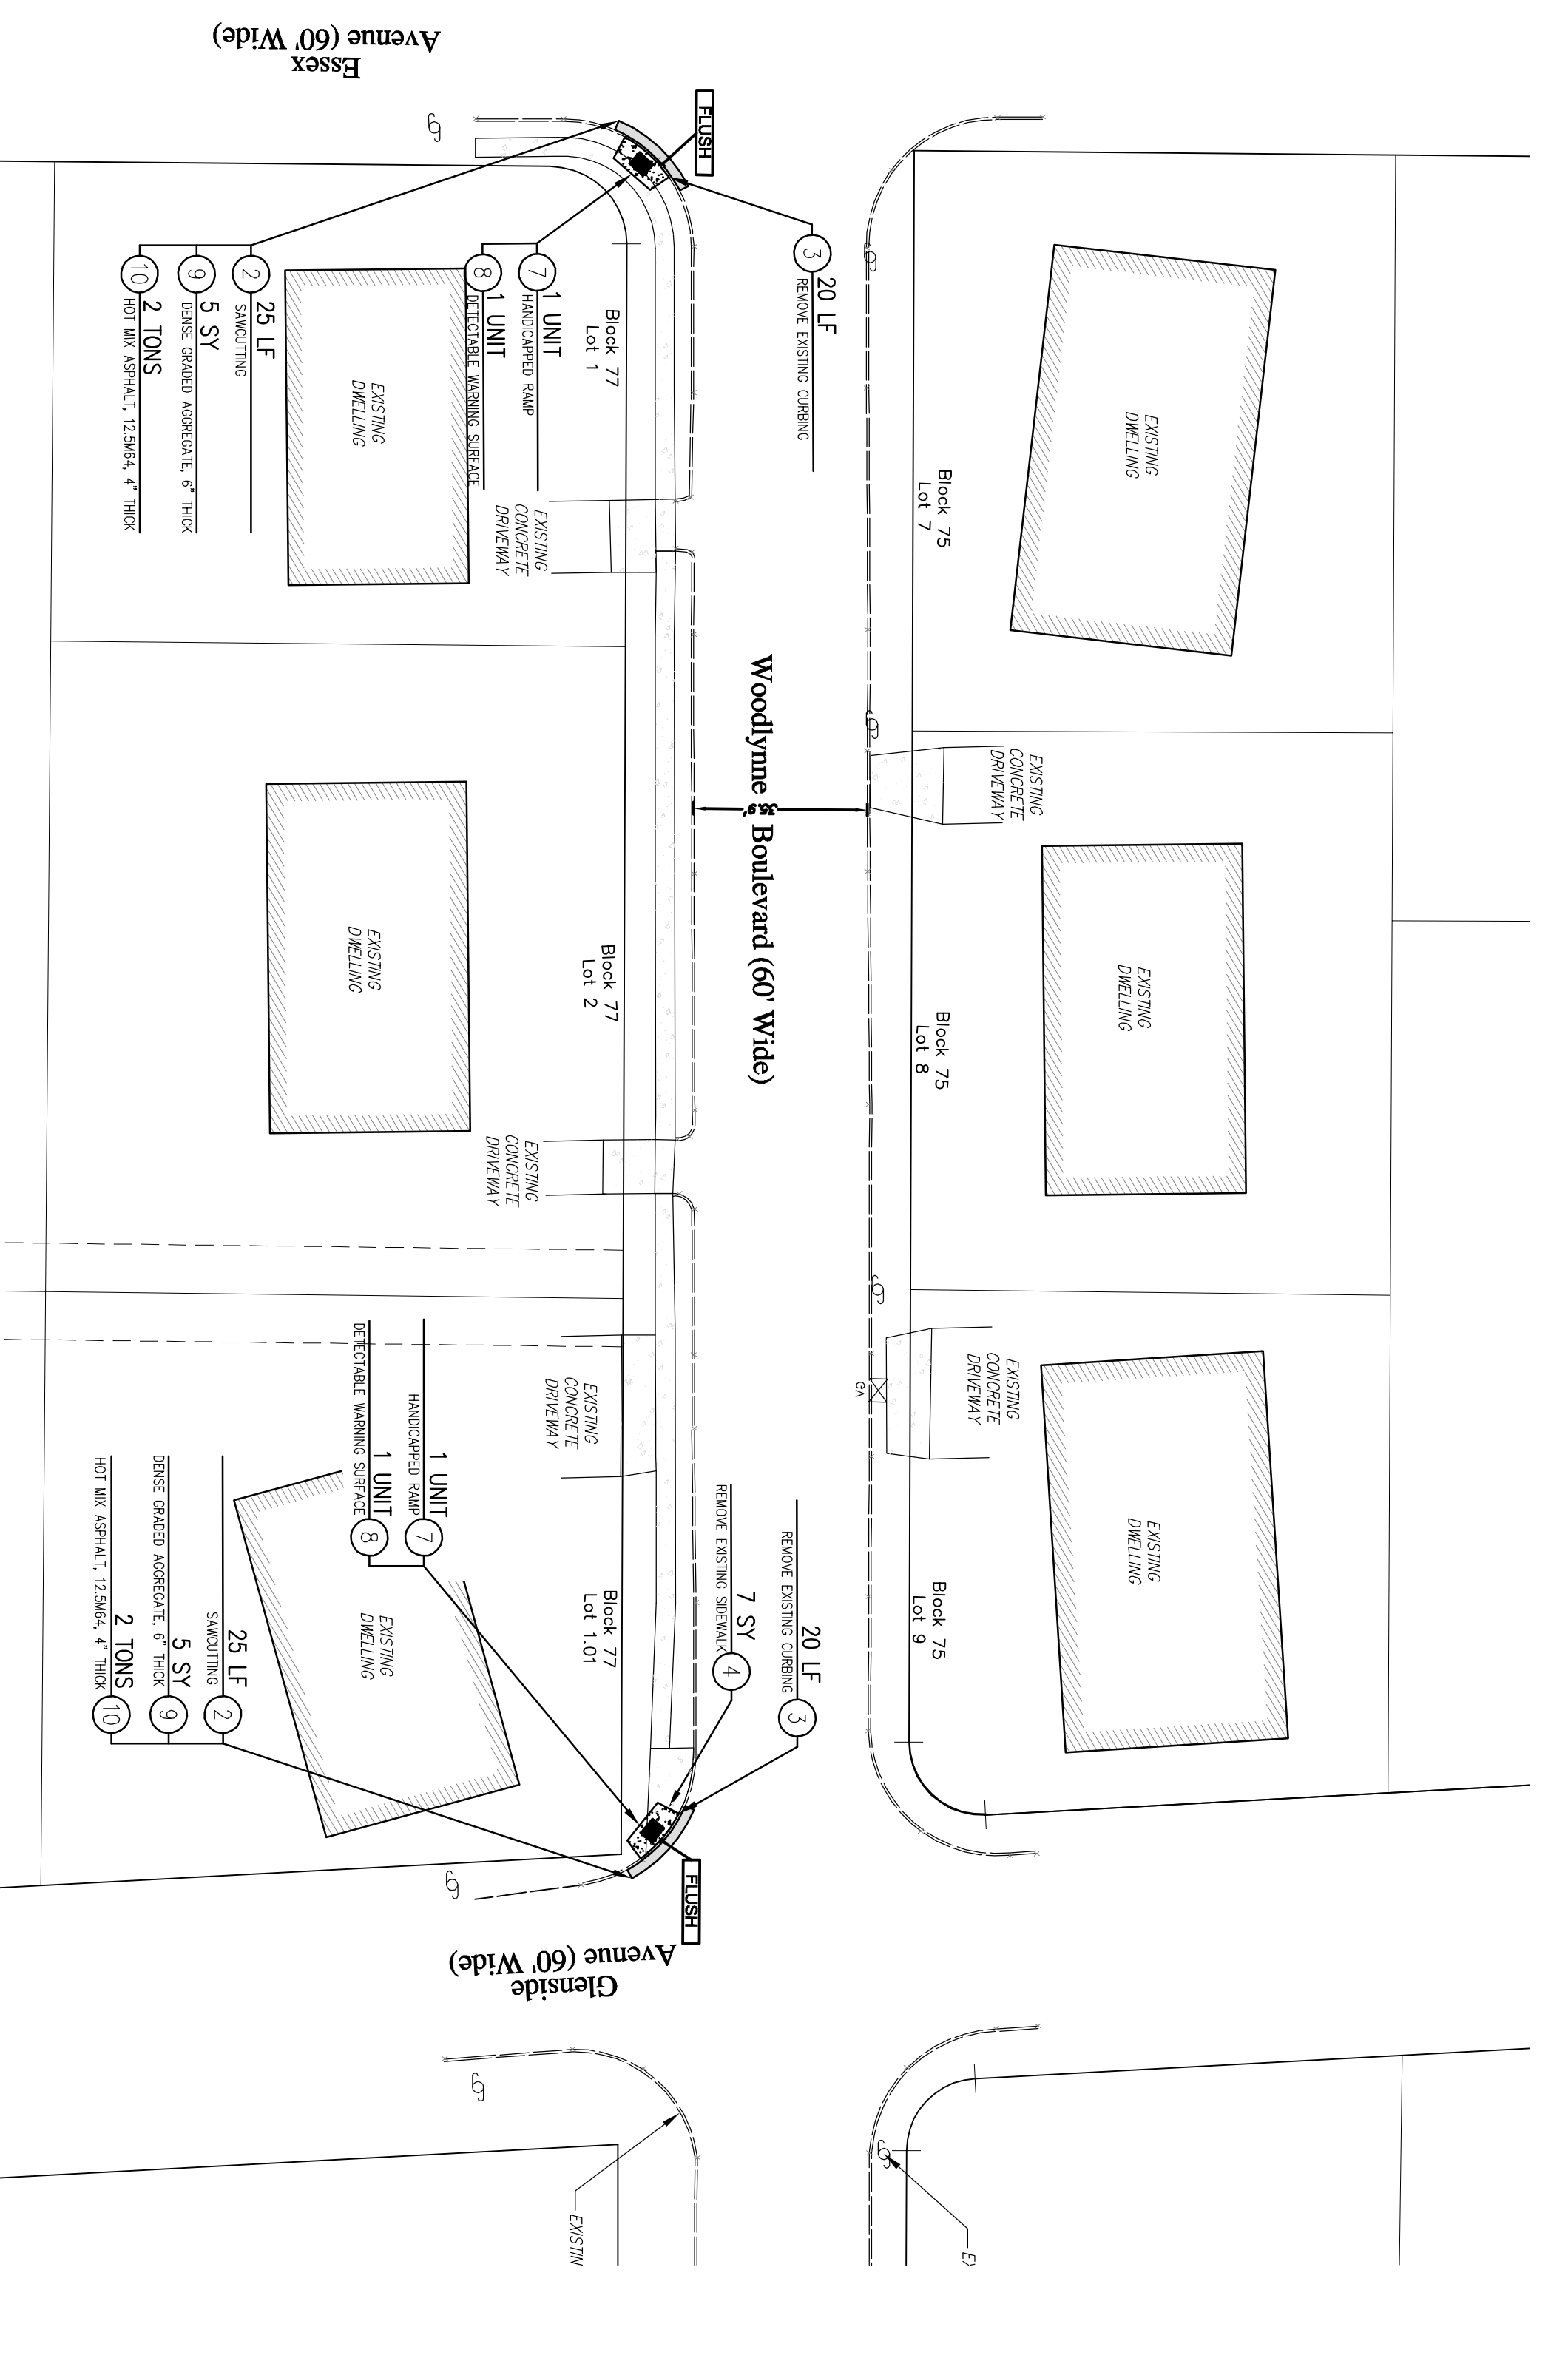 Essex
Avenue (60' Wide)
FLUSH
3
20 LF
REMOVE EXISTING CURBING
7
1 UNIT
HANDICAPPED RAMP
8
1 UNIT
DETECTABLE WARNING SURFACE
2
25 LF
SAWCUTTING
9
5 SY
DENSE GRADED AGGREGATE, 6" THICK
10
2 TONS
HOT MIX ASPHALT, 12.5M64, 4" THICK
Block 77
Lot 1
EXISTING
DWELLING
EXISTING
CONCRETE
DRIVEWAY
EXISTING
DWELLING
Block 75
Lot 7
Woodlynne Boulevard (60' Wide)
35.9'
EXISTING
CONCRETE
DRIVEWAY
EXISTING
DWELLING
Block 75
Lot 8
Block 77
Lot 2
EXISTING
DWELLING
EXISTING
CONCRETE
DRIVEWAY
EXISTING
CONCRETE
DRIVEWAY
GV
EXISTING
DWELLING
Block 75
Lot 9
EXISTING
CONCRETE
DRIVEWAY
Block 77
Lot 1.01
EXISTING
DWELLING
20 LF
REMOVE EXISTING CURBING
3
7 SY
REMOVE EXISTING SIDEWALK
4
1 UNIT
HANDICAPPED RAMP
7
1 UNIT
DETECTABLE WARNING SURFACE
8
25 LF
SAWCUTTING
2
5 SY
DENSE GRADED AGGREGATE, 6" THICK
9
2 TONS
HOT MIX ASPHALT, 12.5M64, 4" THICK
10
FLUSH
Glenside
Avenue (60' Wide)
EXISTIN